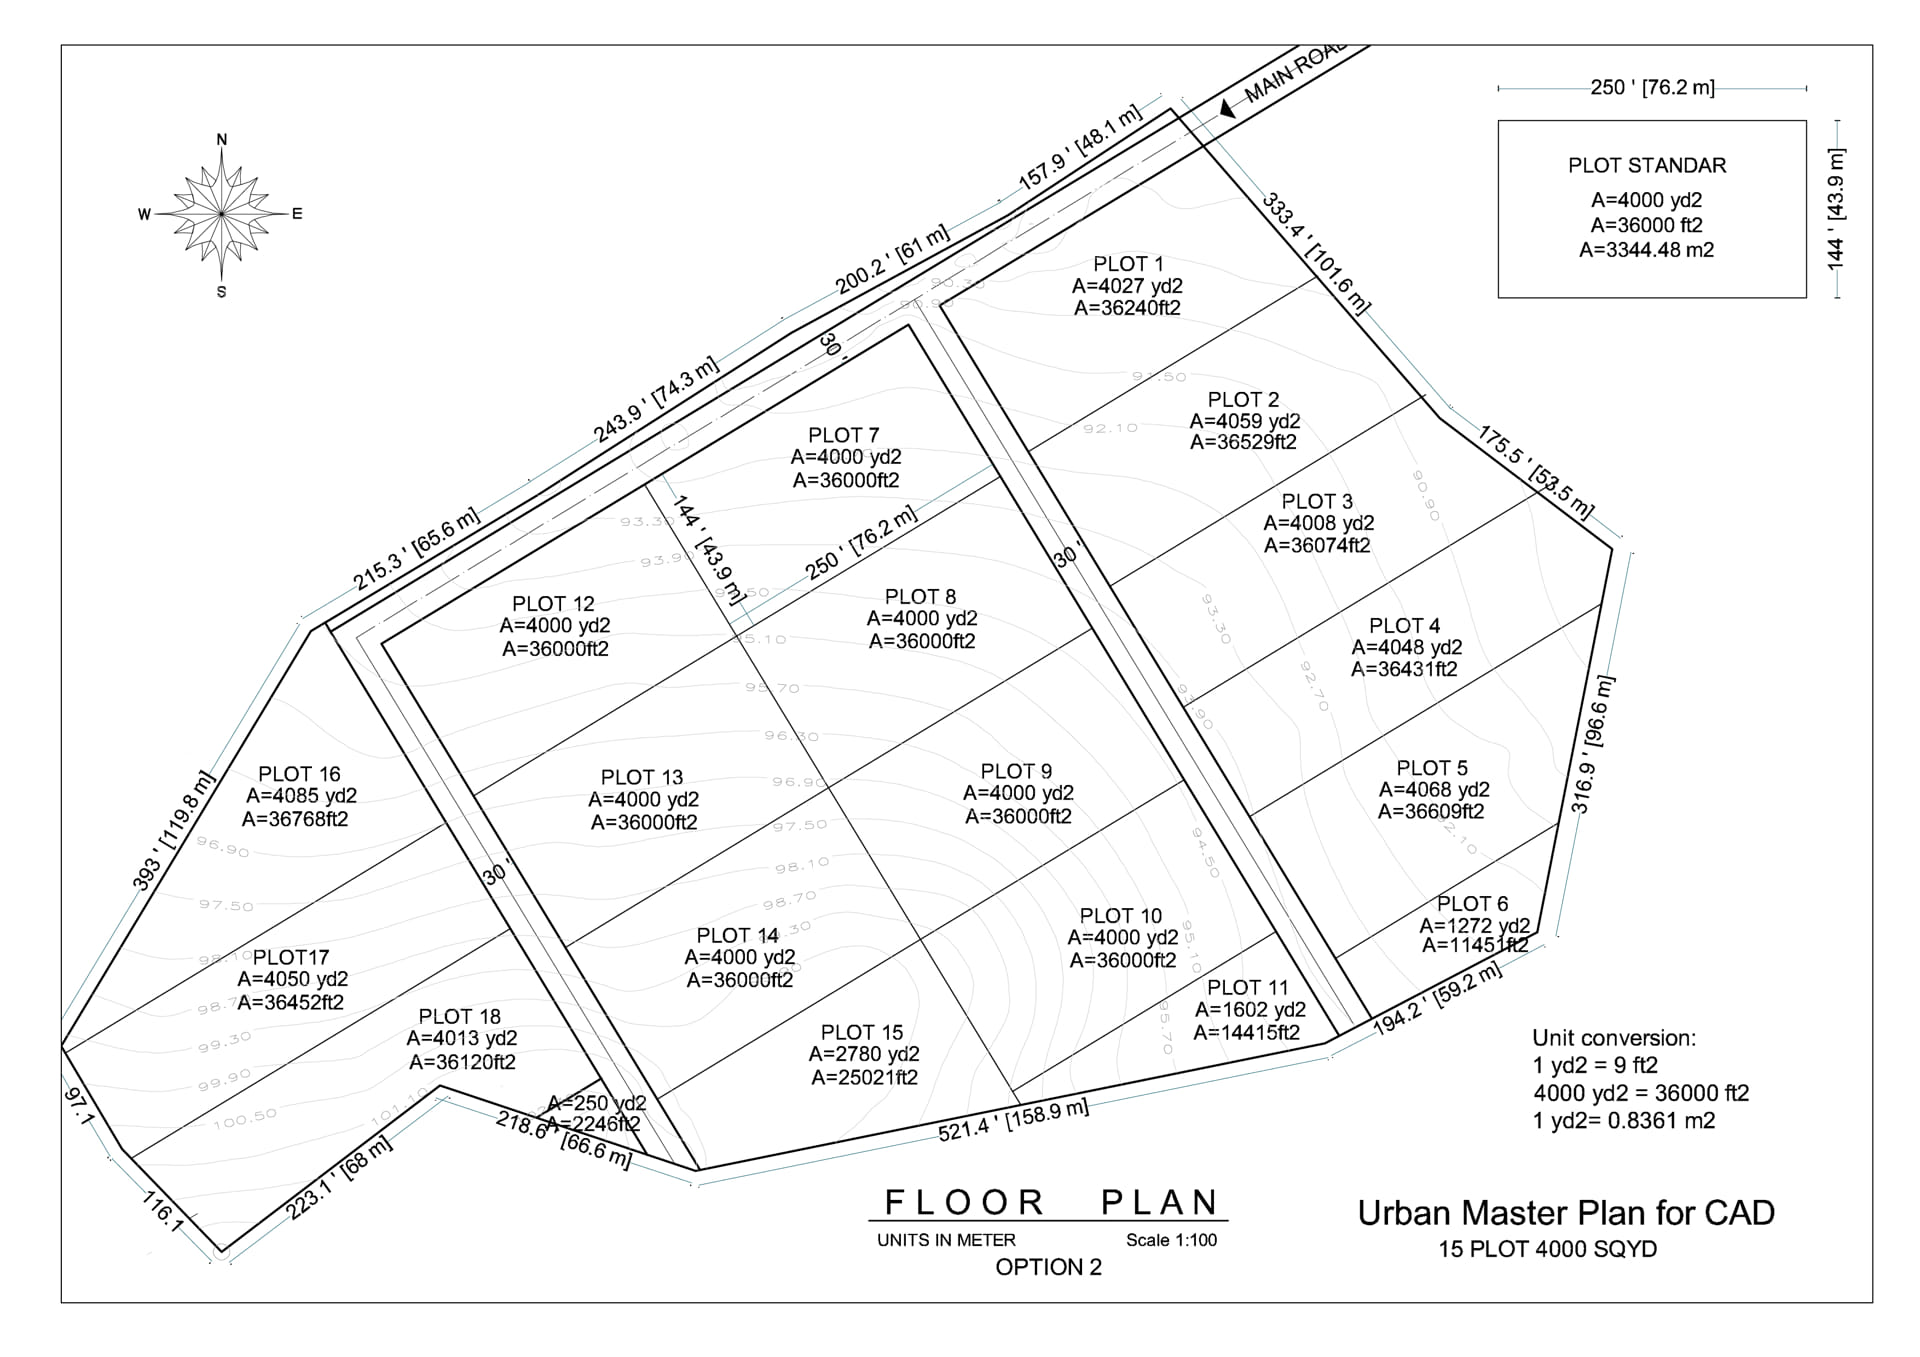 MAIN ROAD
250 ' [76.2 m]
144 ' [43.9 m]
PLOT STANDAR
A=4000 yd2
A=36000 ft2
A=3344.48 m2
N
W
E
S
157.9 ' [48.1 m]
200.2 ' [61 m]
243.9 ' [74.3 m]
215.3 ' [65.6 m]
333.4 ' [101.6 m]
175.5 ' [53.5 m]
316.9 ' [96.6 m]
194.2 ' [59.2 m]
521.4 ' [158.9 m]
218.6 ' [66.6 m]
223.1 ' [68 m]
116.1
97.1
393 ' [119.8 m]
30 '
30 '
30 '
144 ' [43.9 m]
250 ' [76.2 m]
PLOT 1
A=4027 yd2
A=36240ft2
PLOT 2
A=4059 yd2
A=36529ft2
PLOT 3
A=4008 yd2
A=36074ft2
PLOT 4
A=4048 yd2
A=36431ft2
PLOT 5
A=4068 yd2
A=36609ft2
PLOT 6
A=1272 yd2
A=11451ft2
PLOT 7
A=4000 yd2
A=36000ft2
PLOT 8
A=4000 yd2
A=36000ft2
PLOT 9
A=4000 yd2
A=36000ft2
PLOT 10
A=4000 yd2
A=36000ft2
PLOT 11
A=1602 yd2
A=14415ft2
PLOT 12
A=4000 yd2
A=36000ft2
PLOT 13
A=4000 yd2
A=36000ft2
PLOT 14
A=4000 yd2
A=36000ft2
PLOT 15
A=2780 yd2
A=25021ft2
PLOT 16
A=4085 yd2
A=36768ft2
PLOT17
A=4050 yd2
A=36452ft2
PLOT 18
A=4013 yd2
A=36120ft2
A=250 yd2
A=2246ft2
90.30
90.90
91.50
92.10
90.90
93.30
93.90
95.10
95.70
96.30
96.90
97.50
98.10
98.70
93.30
92.70
93.90
94.50
92.10
95.10
95.70
96.90
97.50
98.10
99.30
99.90
100.50
101.10
Unit conversion:
1 yd2 = 9 ft2
4000 yd2 = 36000 ft2
1 yd2= 0.8361 m2
FLOOR PLAN
UNITS IN METER
Scale 1:100
OPTION 2
Urban Master Plan for CAD
15 PLOT 4000 SQYD